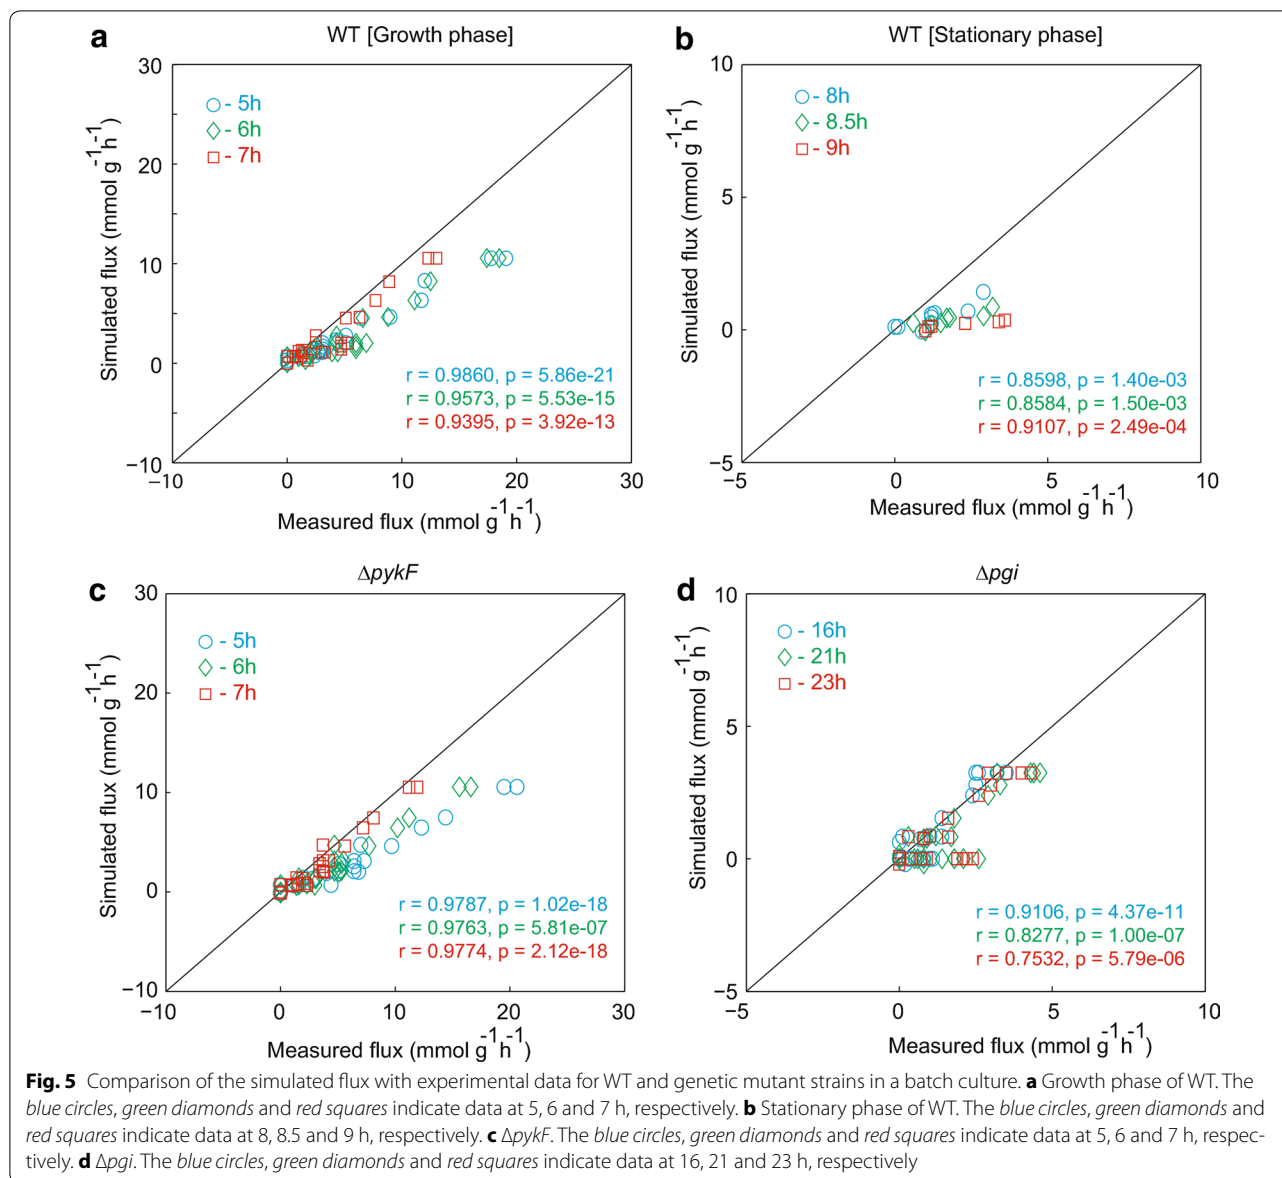 a WT [Growth phase]
30
20
10
0
−10
−10 0 10 20 30
Simulated flux (mmol g⁻¹h⁻¹)
Measured flux (mmol g⁻¹h⁻¹)
- 5h
- 6h
- 7h
r = 0.9860, p = 5.86e-21
r = 0.9573, p = 5.53e-15
r = 0.9395, p = 3.92e-13
b WT [Stationary phase]
10
5
0
−5
−5 0 5 10
Simulated flux (mmol g⁻¹h⁻¹)
Measured flux (mmol g⁻¹h⁻¹)
- 8h
- 8.5h
- 9h
r = 0.8598, p = 1.40e-03
r = 0.8584, p = 1.50e-03
r = 0.9107, p = 2.49e-04
c ΔpykF
30
20
10
0
−10
−10 0 10 20 30
Simulated flux (mmol g⁻¹h⁻¹)
Measured flux (mmol g⁻¹h⁻¹)
- 5h
- 6h
- 7h
r = 0.9787, p = 1.02e-18
r = 0.9763, p = 5.81e-07
r = 0.9774, p = 2.12e-18
d Δpgi
10
5
0
−5
−5 0 5 10
Simulated flux (mmol g⁻¹h⁻¹)
Measured flux (mmol g⁻¹h⁻¹)
- 16h
- 21h
- 23h
r = 0.9106, p = 4.37e-11
r = 0.8277, p = 1.00e-07
r = 0.7532, p = 5.79e-06
Fig. 5 Comparison of the simulated flux with experimental data for WT and genetic mutant strains in a batch culture. a Growth phase of WT. The
blue circles, green diamonds and red squares indicate data at 5, 6 and 7 h, respectively. b Stationary phase of WT. The blue circles, green diamonds and
red squares indicate data at 8, 8.5 and 9 h, respectively. c ΔpykF. The blue circles, green diamonds and red squares indicate data at 5, 6 and 7 h, respec-
tively. d Δpgi. The blue circles, green diamonds and red squares indicate data at 16, 21 and 23 h, respectively